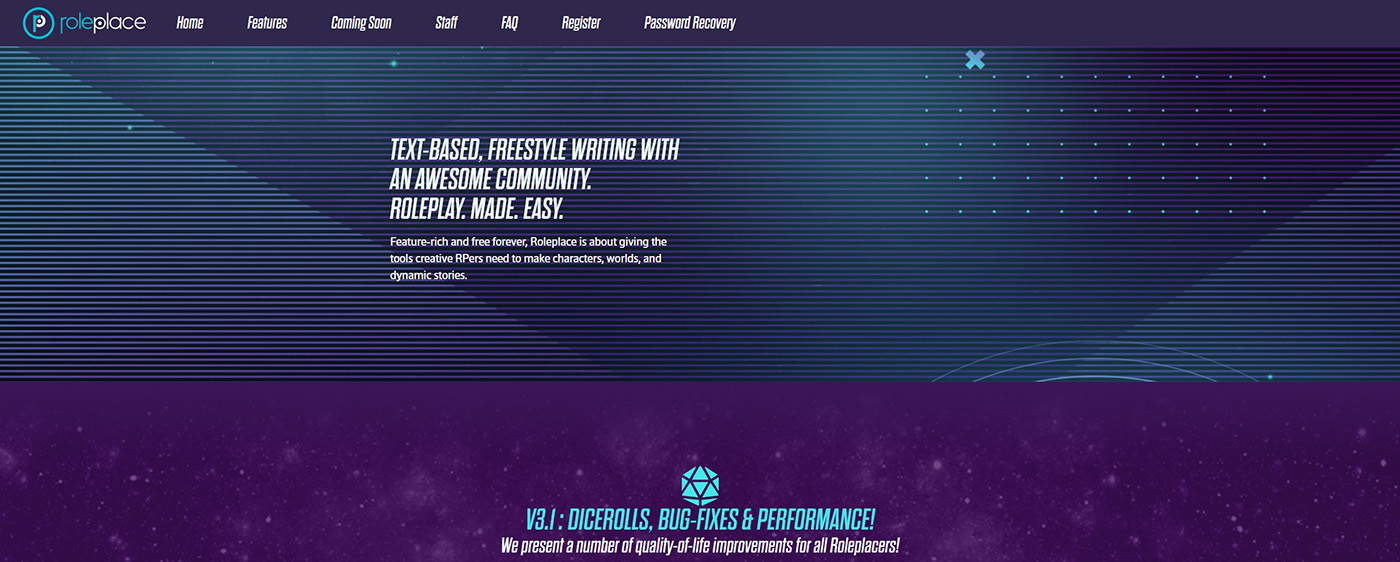 roleplace Home Features Coming Soon Staff FAQ Register Password Recovery
TEXT-BASED, FREESTYLE WRITING WITH
AN AWESOME COMMUNITY.
ROLEPLAY. MADE. EASY.
Feature-rich and free forever, Roleplace is about giving the
tools creative RPers need to make characters, worlds, and
dynamic stories.
V3.1 : DICEROLLS, BUG-FIXES & PERFORMANCE!
We present a number of quality-of-life improvements for all Roleplacers!